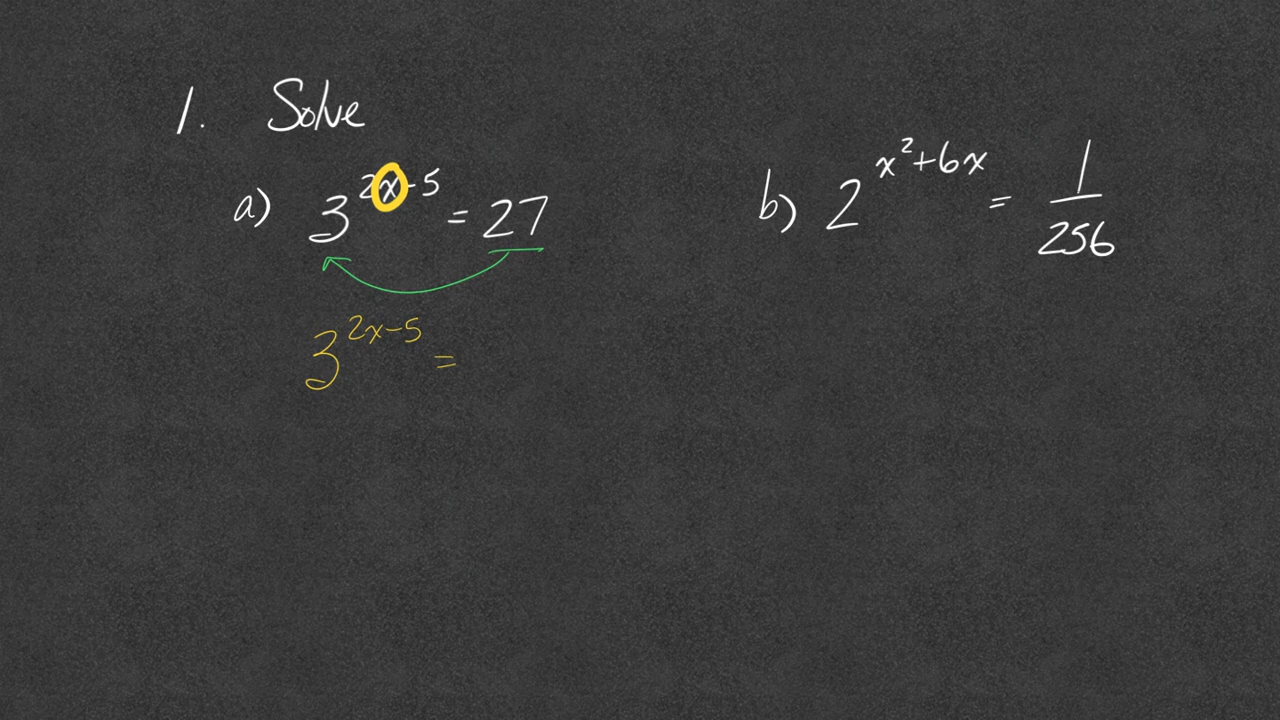 1. Solve
a) 3^{2x-5} = 27
3^{2x-5} =
b) 2^{x²+6x} = 1/256